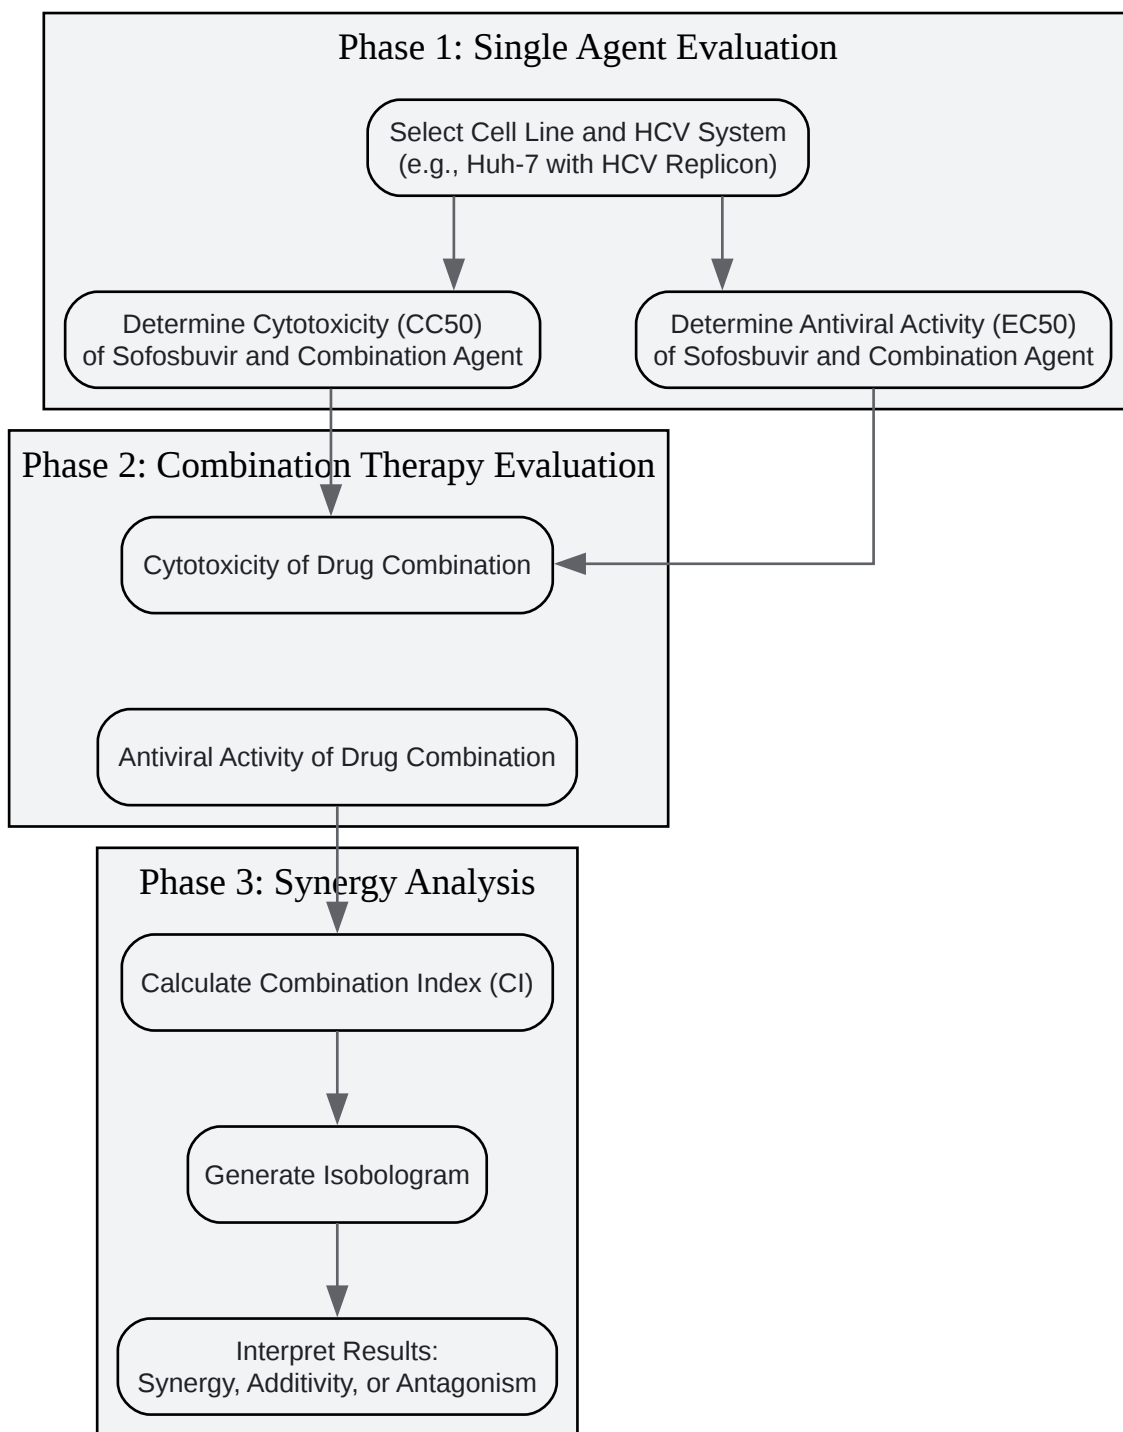 Phase 1: Single Agent Evaluation
Select Cell Line and HCV System
(e.g., Huh-7 with HCV Replicon)
Determine Cytotoxicity (CC50)
of Sofosbuvir and Combination Agent
Determine Antiviral Activity (EC50)
of Sofosbuvir and Combination Agent
Phase 2: Combination Therapy Evaluation
Cytotoxicity of Drug Combination
Antiviral Activity of Drug Combination
Phase 3: Synergy Analysis
Calculate Combination Index (CI)
Generate Isobologram
Interpret Results:
Synergy, Additivity, or Antagonism